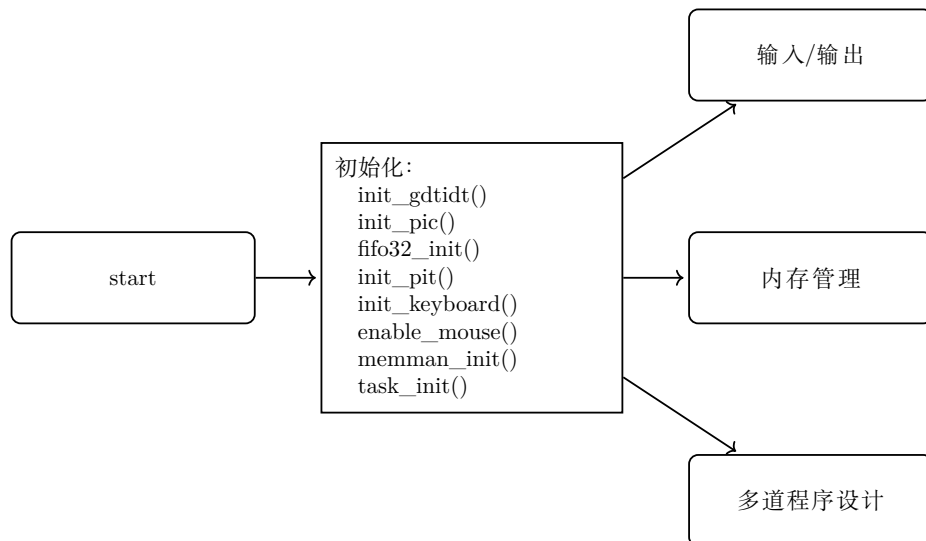 输入/输出
初始化：
init_gdtidt()
init_pic()
fifo32_init()
init_pit()
init_keyboard()
enable_mouse()
memman_init()
task_init()
start
内存管理
多道程序设计